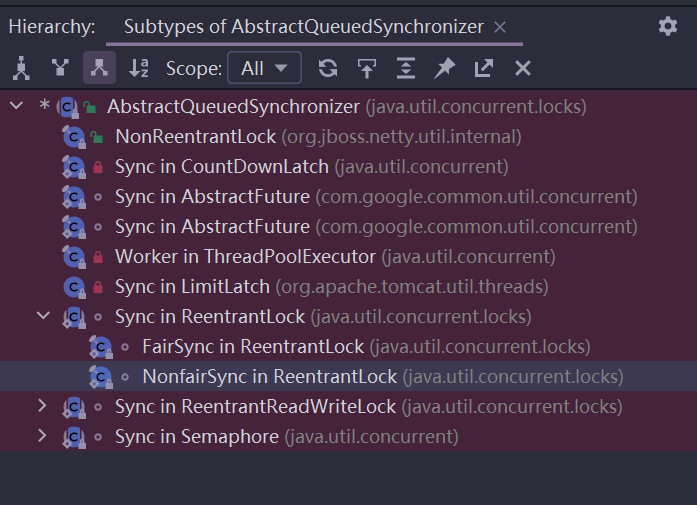 Hierarchy: Subtypes of AbstractQueuedSynchronizer
Scope: All
AbstractQueuedSynchronizer (java.util.concurrent.locks)
NonReentrantLock (org.jboss.netty.util.internal)
Sync in CountDownLatch (java.util.concurrent)
Sync in AbstractFuture (com.google.common.util.concurrent)
Sync in AbstractFuture (com.google.common.util.concurrent)
Worker in ThreadPoolExecutor (java.util.concurrent)
Sync in LimitLatch (org.apache.tomcat.util.threads)
Sync in ReentrantLock (java.util.concurrent.locks)
FairSync in ReentrantLock (java.util.concurrent.locks)
NonfairSync in ReentrantLock (java.util.concurrent.locks)
Sync in ReentrantReadWriteLock (java.util.concurrent.locks)
Sync in Semaphore (java.util.concurrent)